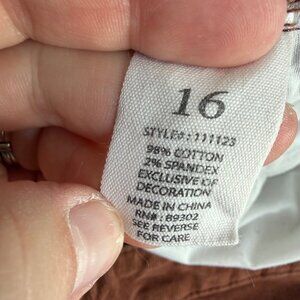 16
STYLE#: 111123
98% COTTON
2% SPANDEX
EXCLUSIVE OF
DECORATION
MADE IN CHINA
RN#: 89302
SEE REVERSE
FOR CARE